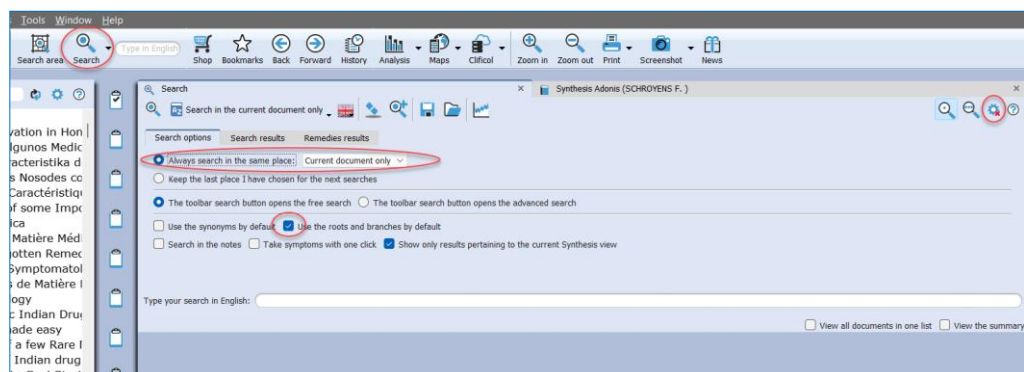 Tools Window Help
Search area Search Type in English Shop Bookmarks Back Forward History Analysis Maps Clificol Zoom in Zoom out Print Screenshot News
Search
Synthesis Adonis (SCHROYENS F. )
Search in the current document only
Search options Search results Remedies results
Always search in the same place: Current document only
Keep the last place I have chosen for the next searches
The toolbar search button opens the free search The toolbar search button opens the advanced search
Use the synonyms by default Use the roots and branches by default
Search in the notes Take symptoms with one click Show only results pertaining to the current Synthesis view
Type your search in English:
View all documents in one list View the summary
vation in Hom
lgunos Medic
racteristika d
s Nosodes co
Caractéristiqu
of some Impo
ica
Matière Médi
otten Remed
Symptomatol
s de Matière
ogy
c Indian Drug
ade easy
f a few Rare
Indian drug